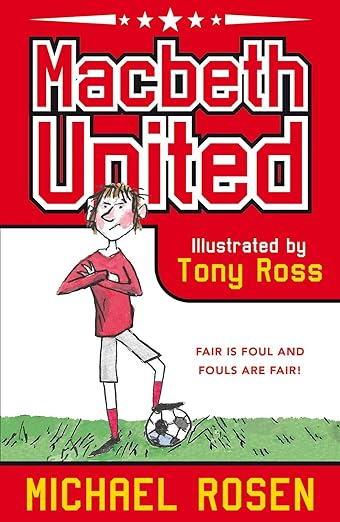 Macbeth
United
Illustrated by
Tony Ross
FAIR IS FOUL AND
FOULS ARE FAIR!
MICHAEL ROSEN